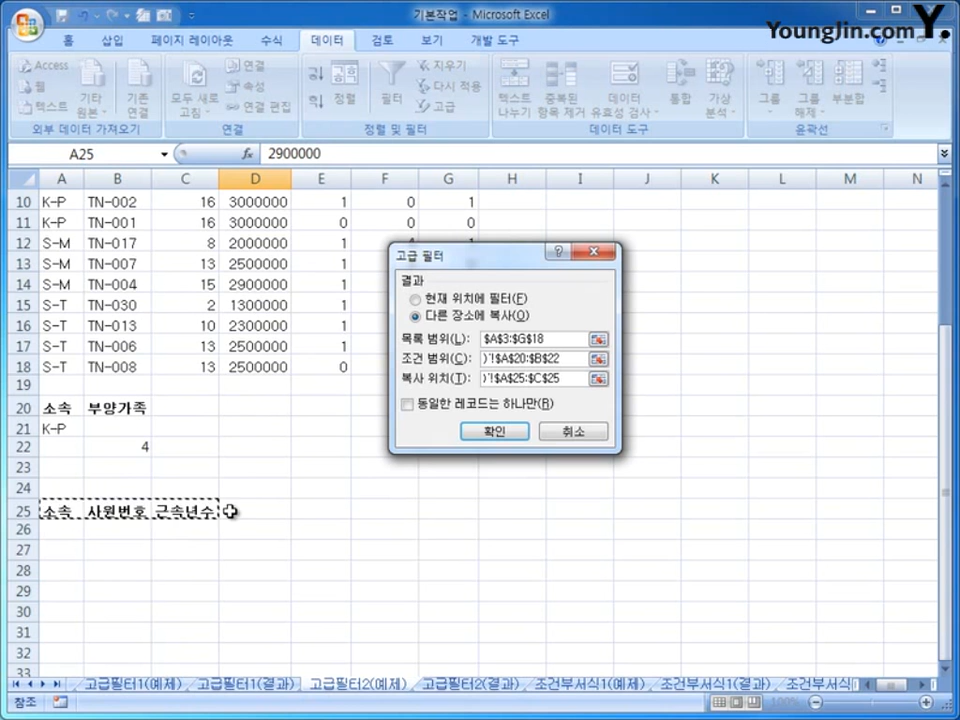 기본작업 - Microsoft Excel
YoungJin.com Y.
홈 삽입 페이지 레이아웃 수식 데이터 검토 보기 개발 도구
Access
웹
텍스트
기타 원본
기존 연결
모두 새로 고침
연결
속성
연결 편집
정렬
필터
지우기
다시 적용
고급
텍스트 나누기
중복된 항목 제거
데이터 유효성 검사
통합
가상 분석
그룹
그룹 해제
부분합
외부 데이터 가져오기 연결 정렬 및 필터 데이터 도구 윤곽선
A25 fx 2900000
A B C D E F G H I J K L M N
10 K-P TN-002 16 3000000 1 0 1
11 K-P TN-001 16 3000000 0 0 0
12 S-M TN-017 8 2000000 1
13 S-M TN-007 13 2500000 1
14 S-M TN-004 15 2900000 1
15 S-T TN-030 2 1300000 1
16 S-T TN-013 10 2300000 1
17 S-T TN-006 13 2500000 1
18 S-T TN-008 13 2500000 0
19
20 소속 부양가족
21 K-P
22 4
23
24
25 소속 사원번호 근속년수
26
27
28
29
30
31
32
33
고급 필터
결과
현재 위치에 필터(F)
다른 장소에 복사(O)
목록 범위(L): $A$3:$G$18
조건 범위(C): )'!$A$20:$B$22
복사 위치(T): )'!$A$25:$C$25
동일한 레코드는 하나만(R)
확인 취소
고급필터1(예제) 고급필터1(결과) 고급필터2(예제) 고급필터2(결과) 조건부서식1(예제) 조건부서식1(결과) 조건부서식
참조 100%